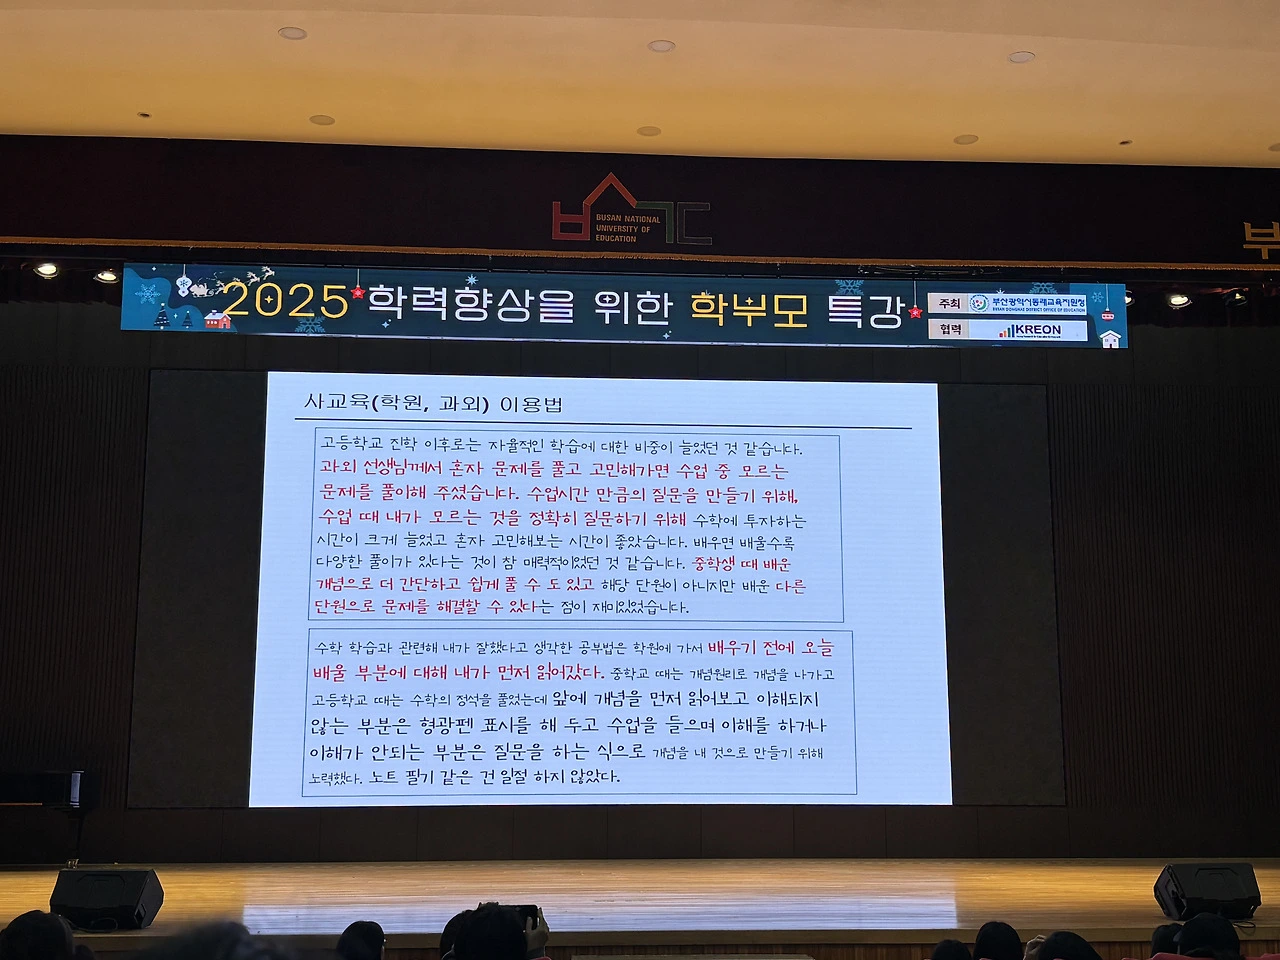 BUSAN NATIONAL
UNIVERSITY OF
EDUCATION
부
2025 학력향상을 위한 학부모 특강
주최 부산광역시동래교육지원청
BUSAN DONGNAE DISTRICT OFFICE OF EDUCATION
협력 KREON
사교육(학원, 과외) 이용법
고등학교 진학 이후로는 자율적인 학습에 대한 비중이 늘었던 것 같습니다.
과외 선생님께서 혼자 문제를 풀고 고민해가면 수업 중 모르는
문제를 풀이해 주셨습니다. 수업시간 만큼의 질문을 만들기 위해,
수업 때 내가 모르는 것을 정확히 질문하기 위해 수학에 투자하는
시간이 크게 늘었고 혼자 고민해보는 시간이 좋았습니다. 배우면 배울수록
다양한 풀이가 있다는 것이 참 매력적이었던 것 같습니다. 중학생 때 배운
개념으로 더 간단하고 쉽게 풀 수 도 있고 해당 단원이 아니지만 배운 다른
단원으로 문제를 해결할 수 있다는 점이 재미있었습니다.
수학 학습과 관련해 내가 잘했다고 생각한 공부법은 학원에 가서 배우기 전에 오늘
배울 부분에 대해 내가 먼저 읽어갔다. 중학교 때는 개념원리로 개념을 나가고
고등학교 때는 수학의 정석을 풀었는데 앞에 개념을 먼저 읽어보고 이해되지
않는 부분은 형광펜 표시를 해 두고 수업을 들으며 이해를 하거나
이해가 안되는 부분은 질문을 하는 식으로 개념을 내 것으로 만들기 위해
노력했다. 노트 필기 같은 건 일절 하지 않았다.